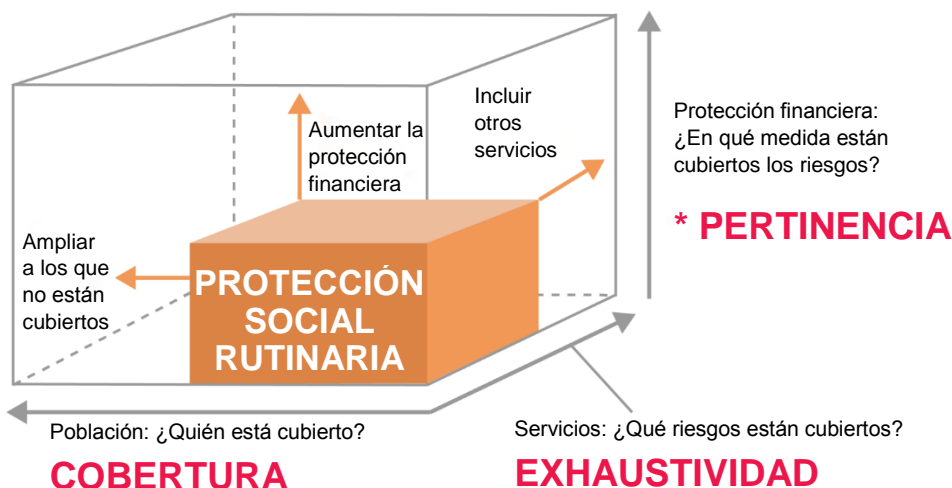 Incluir
otros
servicios
Aumentar la
protección
financiera
Protección financiera:
¿En qué medida están
cubiertos los riesgos?
* PERTINENCIA
Ampliar
a los que
no están
cubiertos
PROTECCIÓN
SOCIAL
RUTINARIA
Población: ¿Quién está cubierto?
COBERTURA
Servicios: ¿Qué riesgos están cubiertos?
EXHAUSTIVIDAD